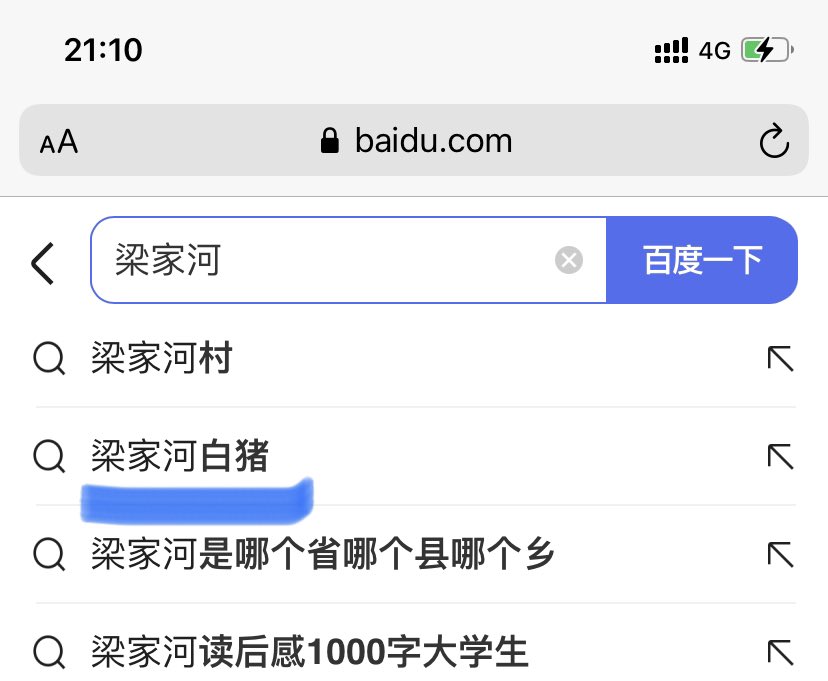 21:10 4G
AA baidu.com
梁家河 百度一下
梁家河村
梁家河白猪
梁家河是哪个省哪个县哪个乡
梁家河读后感1000字大学生